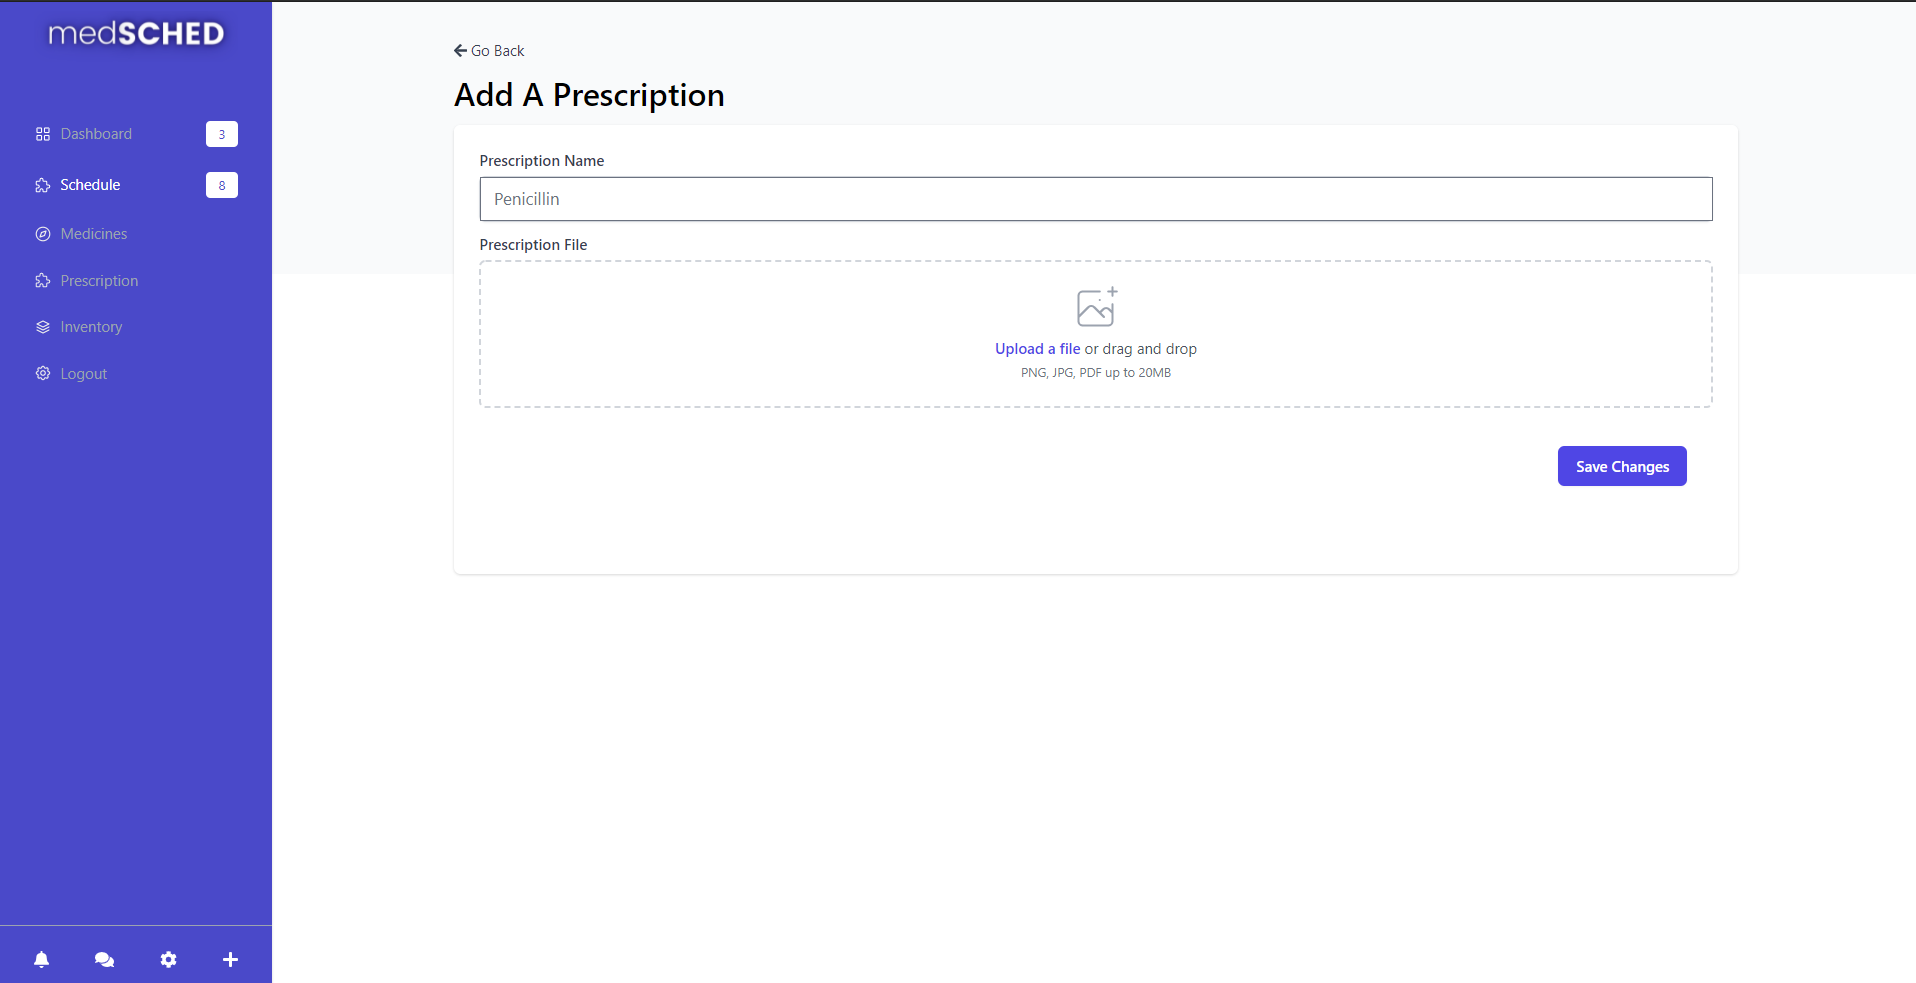 medSCHED
Dashboard 3
Schedule 8
Medicines
Prescription
Inventory
Logout
Go Back
Add A Prescription
Prescription Name
Penicillin
Prescription File
Upload a file or drag and drop
PNG, JPG, PDF up to 20MB
Save Changes